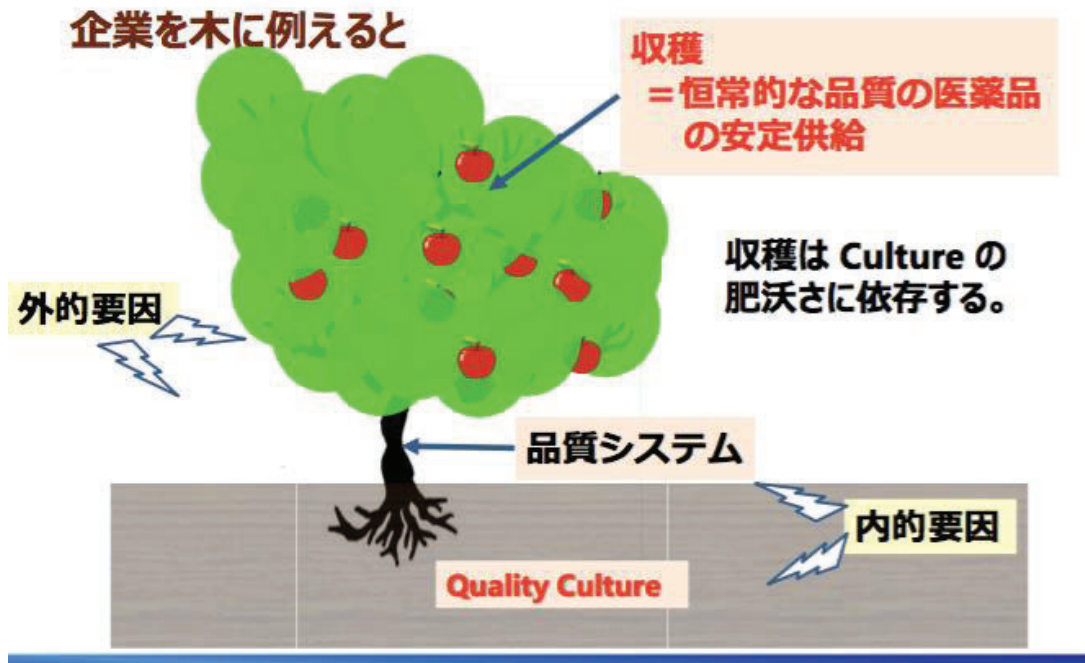 企業を木に例えると
収穫
＝恒常的な品質の医薬品
の安定供給
収穫は Culture の
肥沃さに依存する。
外的要因
品質システム
内的要因
Quality Culture